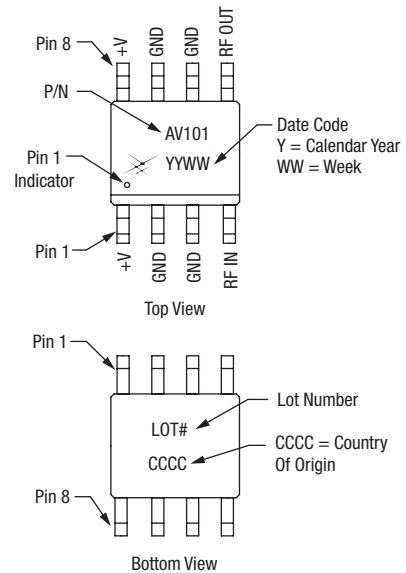 Pin 8
+V
GND
GND
RF OUT
P/N
AV101
Date Code
Y = Calendar Year
WW = Week
YYWW
Pin 1
Indicator
Pin 1
+V
GND
GND
RF IN
Top View
Pin 1
LOT#
Lot Number
CCCC
CCCC = Country
Of Origin
Pin 8
Bottom View